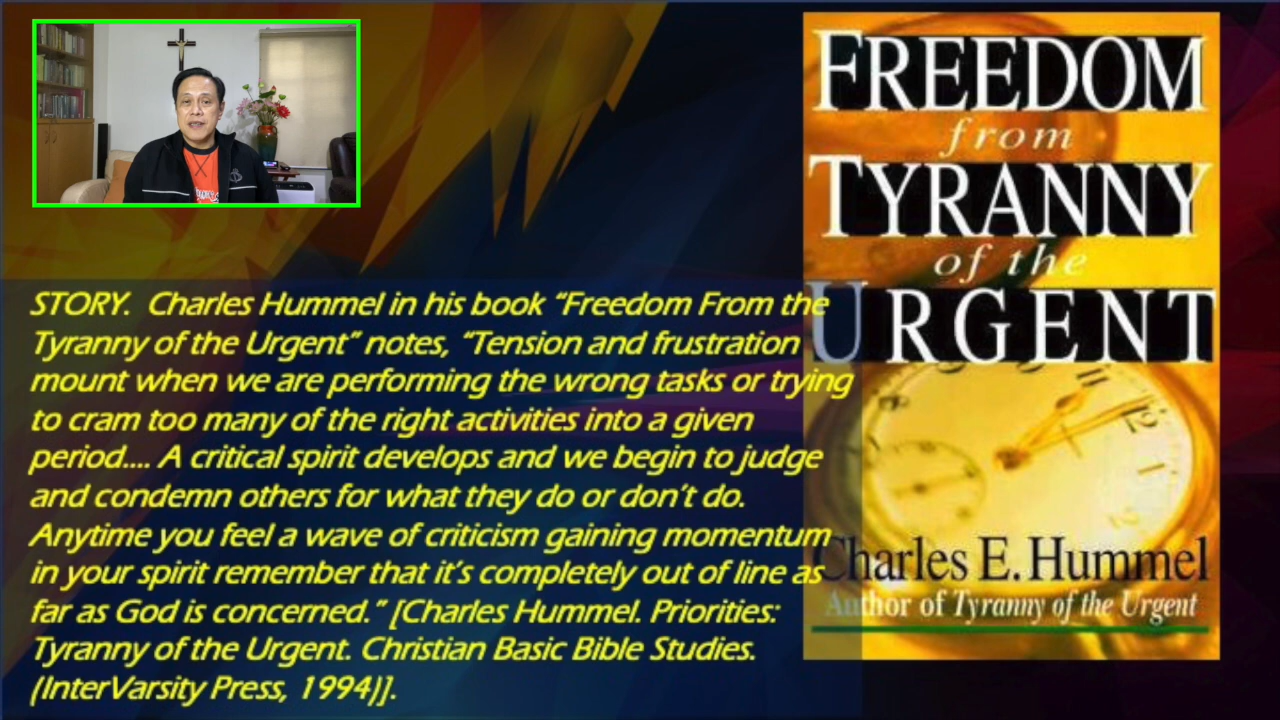 STORY. Charles Hummel in his book “Freedom From the
Tyranny of the Urgent” notes, “Tension and frustration
mount when we are performing the wrong tasks or trying
to cram too many of the right activities into a given
period.... A critical spirit develops and we begin to judge
and condemn others for what they do or don’t do.
Anytime you feel a wave of criticism gaining momentum
in your spirit remember that it’s completely out of line as
far as God is concerned.” [Charles Hummel. Priorities:
Tyranny of the Urgent. Christian Basic Bible Studies.
(InterVarsity Press, 1994)].
FREEDOM
from
TYRANNY
of the
URGENT
11
12
1
2
Charles E. Hummel
Author of Tyranny of the Urgent